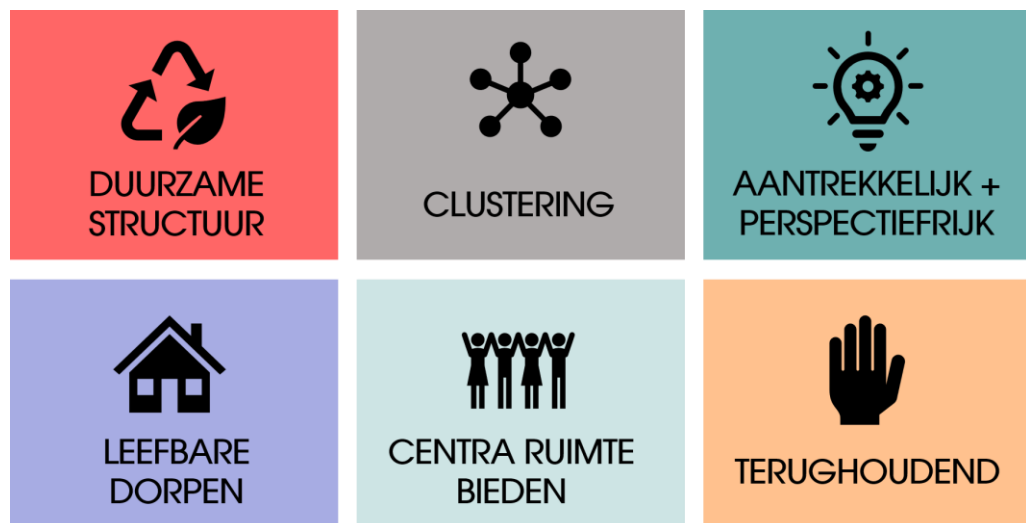 DUURZAME
STRUCTUUR
CLUSTERING
AANTREKKELIJK +
PERSPECTIEFRIJK
LEEFBARE
DORPEN
CENTRA RUIMTE
BIEDEN
TERUGHOUDEND